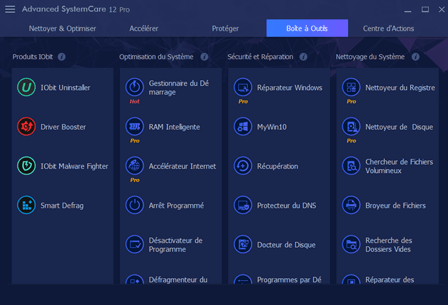 Advanced SystemCare 12 Pro
Nettoyer & Optimiser
Accélérer
Protéger
Boîte à Outils
Centre d'Actions
Produits IObit
IObit Uninstaller
Driver Booster
IObit Malware Fighter
Smart Defrag
Optimisation du Système
Gestionnaire du Dé
marrage
Hot
RAM Intelligente
Pro
Accélérateur Internet
Pro
Arrêt Programmé
Désactivateur de
Programme
Défragmenteur du
Sécurité et Réparation
Réparateur Windows
Pro
MyWin10
Récupération
Protecteur du DNS
Docteur de Disque
Programmes par Dé
Nettoyage du Système
Nettoyeur du Registre
Pro
Nettoyeur de Disque
Pro
Chercheur de Fichiers
Volumineux
Broyeur de Fichiers
Recherche des
Dossiers Vides
Réparateur des